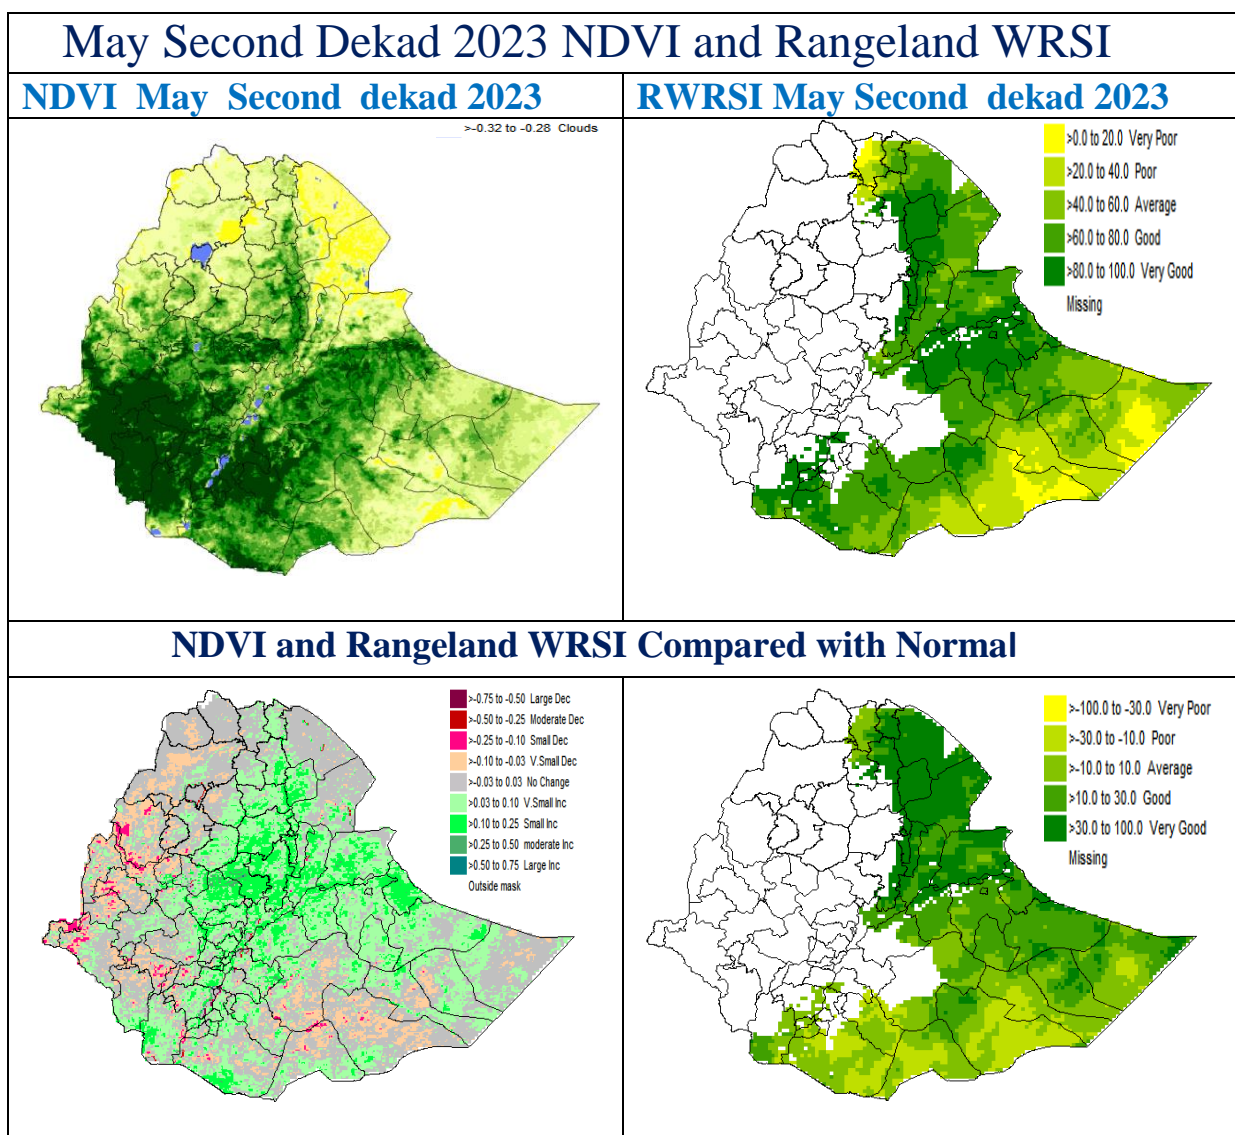 May Second Dekad 2023 NDVI and Rangeland WRSI
NDVI May Second dekad 2023
RWRSI May Second dekad 2023
>-0.32 to -0.28 Clouds
>0.0 to 20.0 Very Poor
>20.0 to 40.0 Poor
>40.0 to 60.0 Average
>60.0 to 80.0 Good
>80.0 to 100.0 Very Good
Missing
NDVI and Rangeland WRSI Compared with Normal
>-0.75 to -0.50 Large Dec
>-0.50 to -0.25 Moderate Dec
>-0.25 to -0.10 Small Dec
>-0.10 to -0.03 V.Small Dec
>-0.03 to 0.03 No Change
>0.03 to 0.10 V.Small Inc
>0.10 to 0.25 Small Inc
>0.25 to 0.50 moderate Inc
>0.50 to 0.75 Large Inc
Outside mask
>-100.0 to -30.0 Very Poor
>-30.0 to -10.0 Poor
>-10.0 to 10.0 Average
>10.0 to 30.0 Good
>30.0 to 100.0 Very Good
Missing